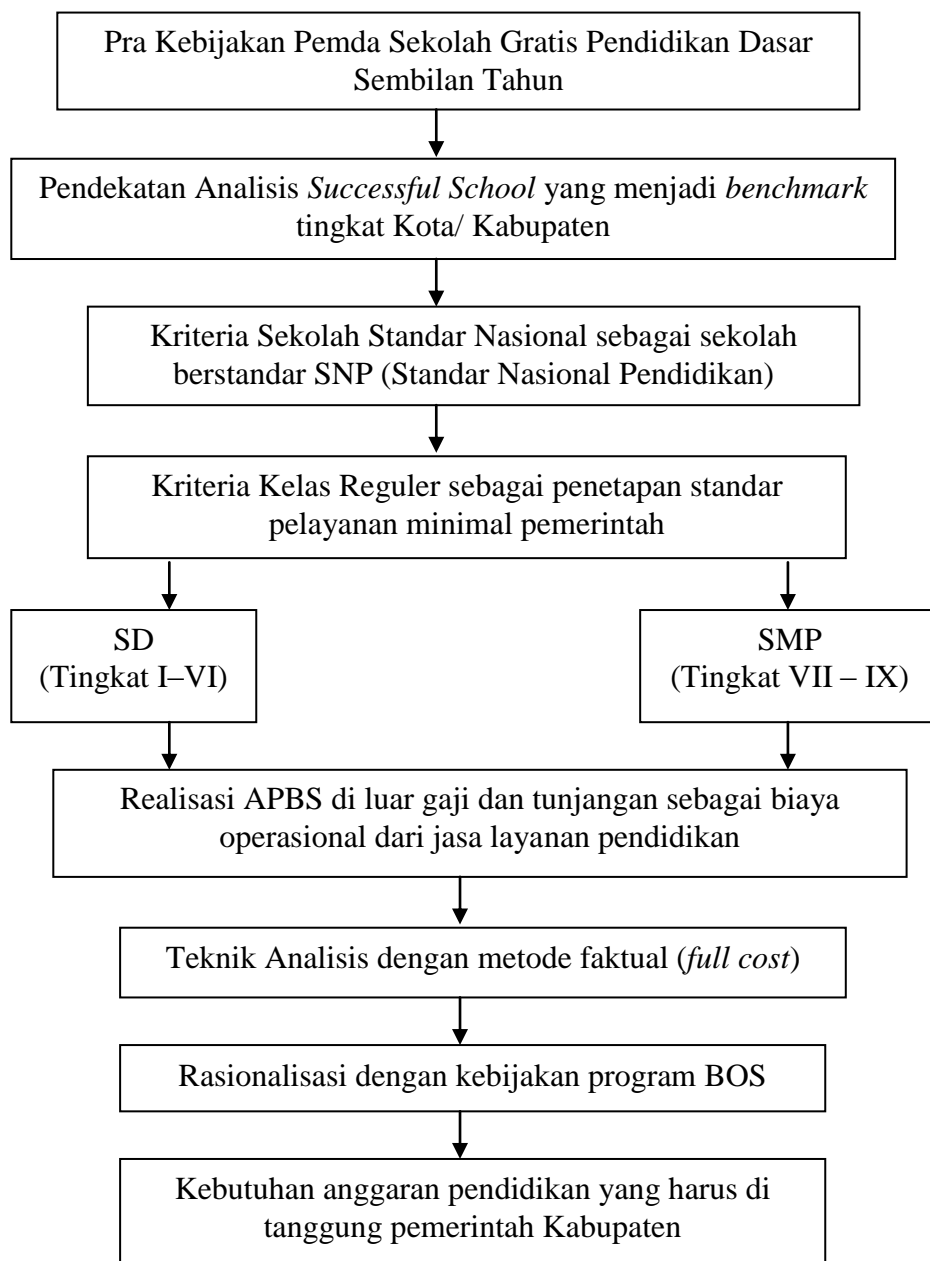 Pra Kebijakan Pemda Sekolah Gratis Pendidikan Dasar
Sembilan Tahun
Pendekatan Analisis Successful School yang menjadi benchmark
tingkat Kota/ Kabupaten
Kriteria Sekolah Standar Nasional sebagai sekolah
berstandar SNP (Standar Nasional Pendidikan)
Kriteria Kelas Reguler sebagai penetapan standar
pelayanan minimal pemerintah
SD
(Tingkat I–VI)
SMP
(Tingkat VII – IX)
Realisasi APBS di luar gaji dan tunjangan sebagai biaya
operasional dari jasa layanan pendidikan
Teknik Analisis dengan metode faktual (full cost)
Rasionalisasi dengan kebijakan program BOS
Kebutuhan anggaran pendidikan yang harus di
tanggung pemerintah Kabupaten